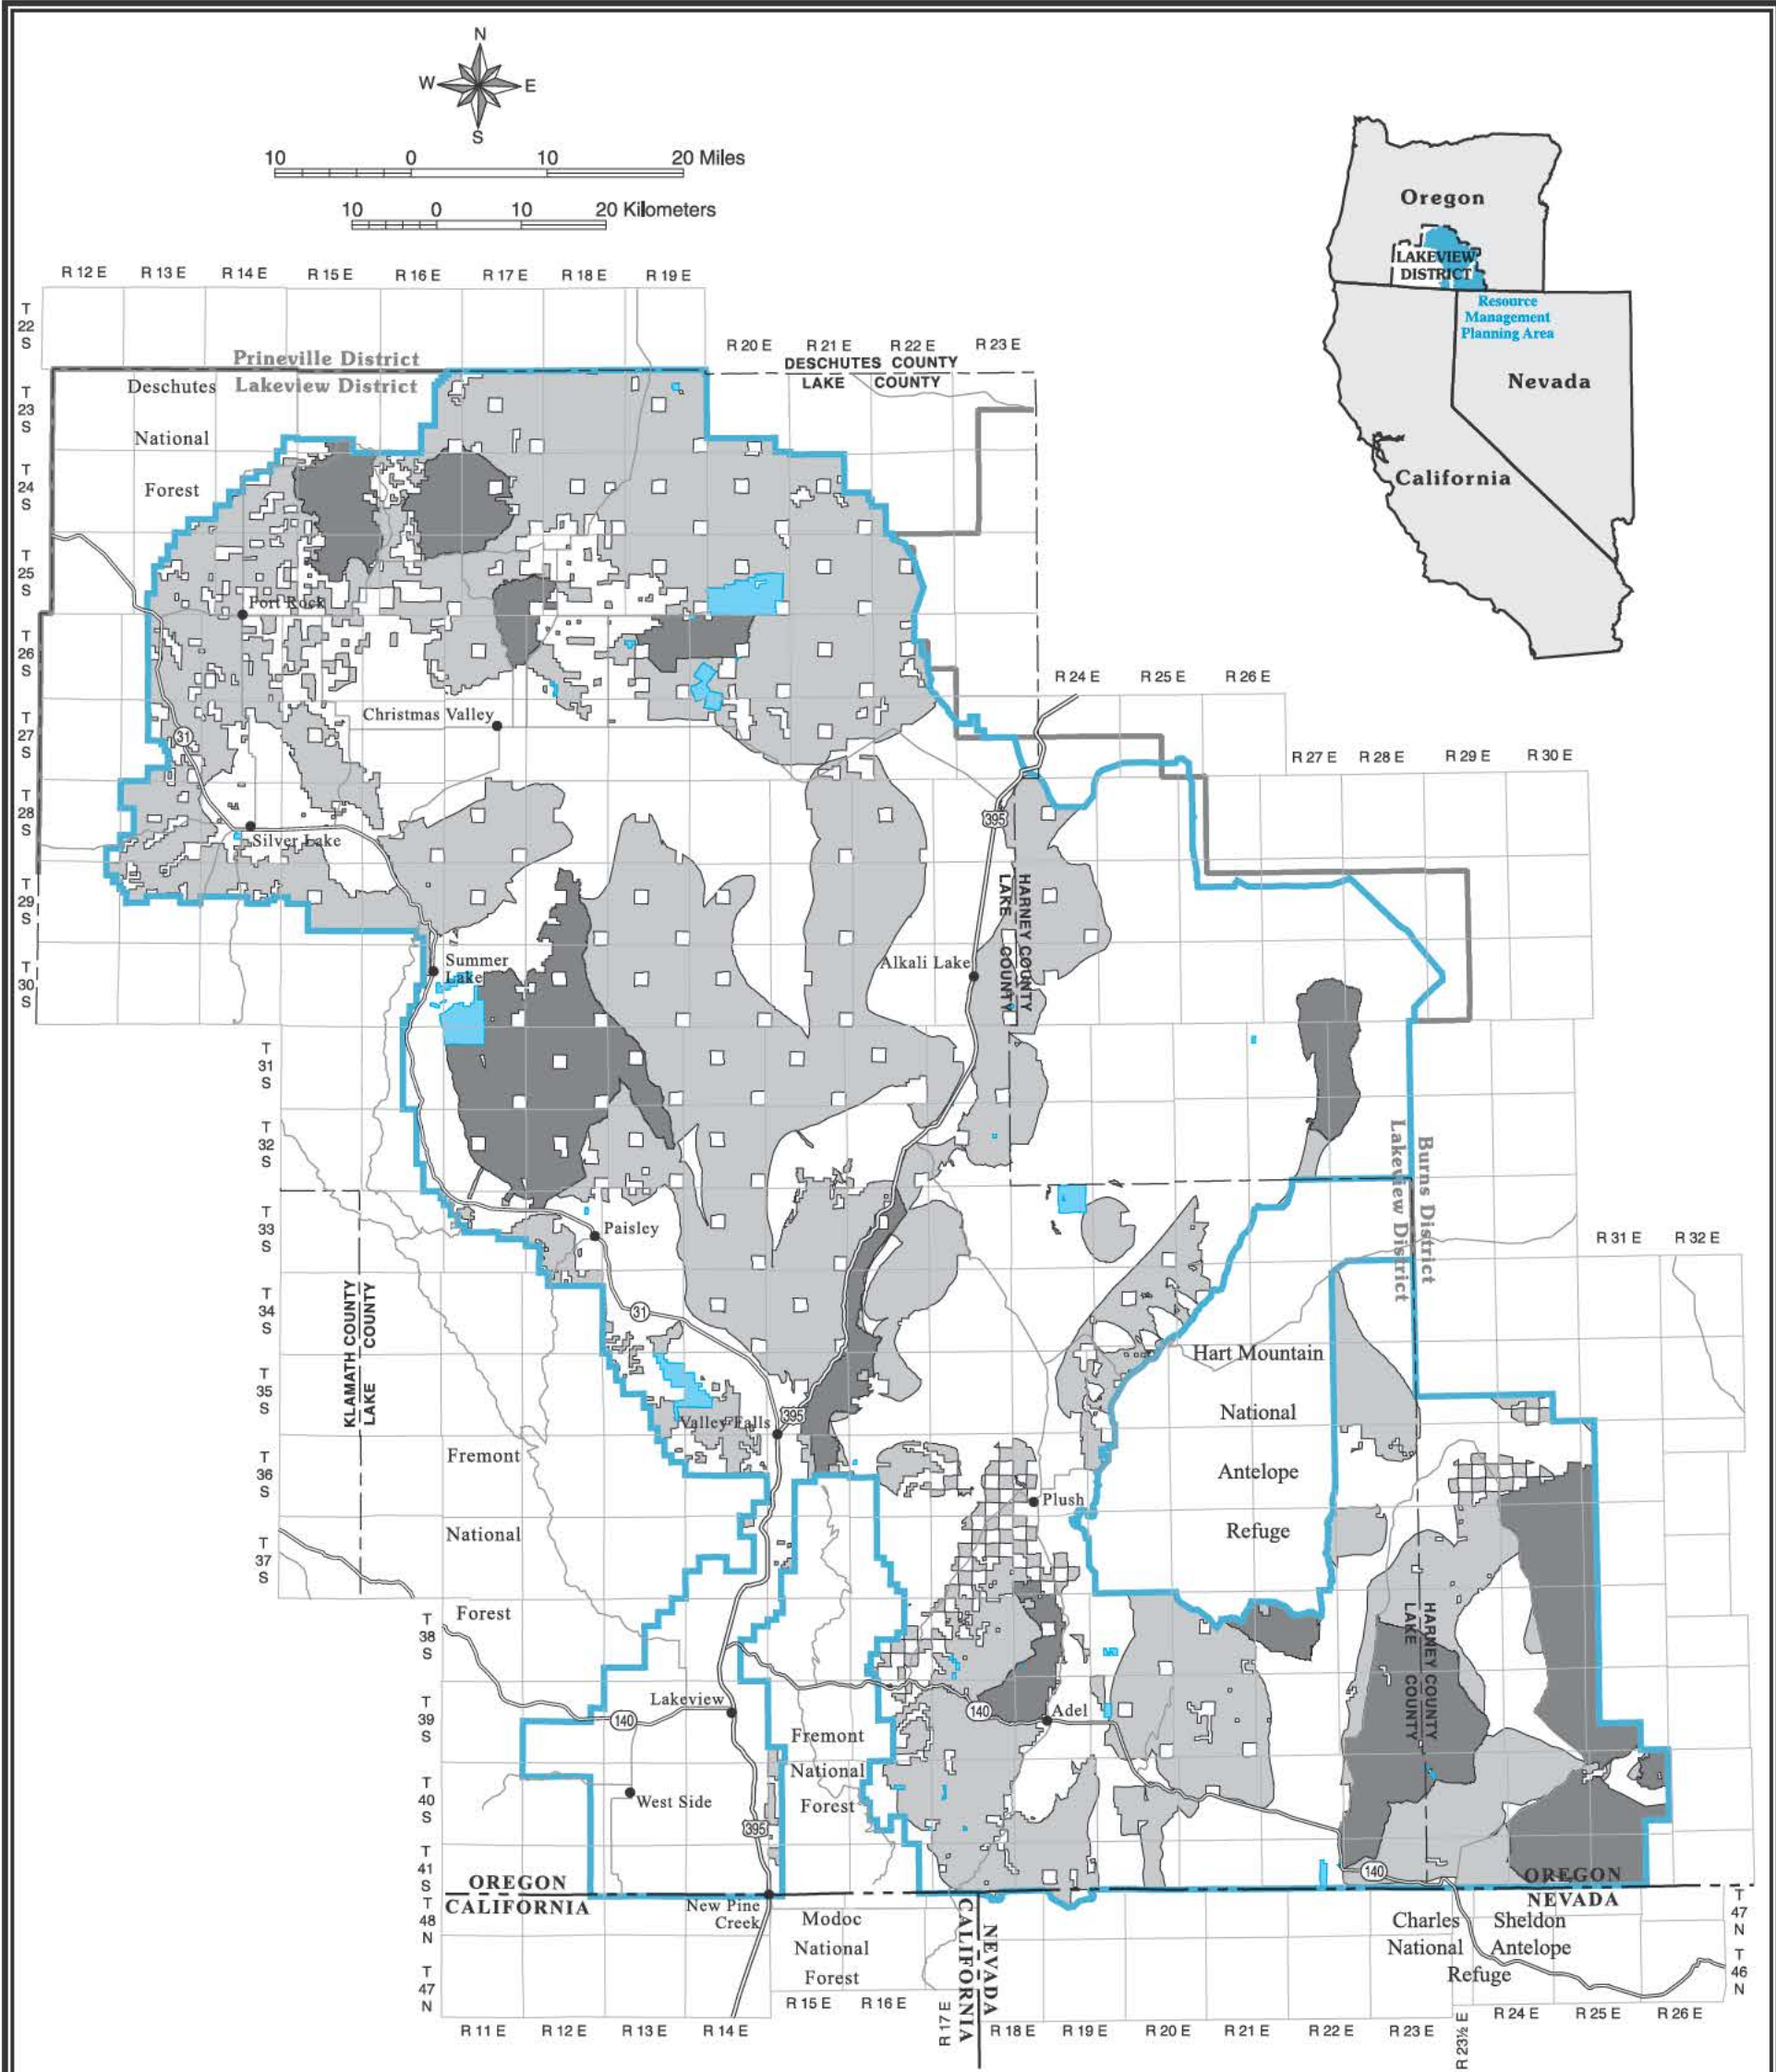 N
W E
S
10 0 10 20 Miles
10 0 10 20 Kilometers
Oregon
LAKEVIEW
DISTRICT
Resource
Management
Planning Area
Nevada
California
R 12 E R 13 E R 14 E R 15 E R 16 E R 17 E R 18 E R 19 E
T
22
S
R 20 E R 21 E R 22 E R 23 E
Prineville District
Lakeview District
DESCHUTES COUNTY
LAKE COUNTY
Deschutes
National
Forest
T
23
S
T
24
S
T
25
S
Fort Rock
T
26
S
R 24 E R 25 E R 26 E
Christmas Valley
T
27
S
31
R 27 E R 28 E R 29 E R 30 E
T
28
S
395
Silver Lake
T
29
S
HARNEY COUNTY
LAKE COUNTY
Summer
Lake
Alkali Lake
T
30
S
T
31
S
T
32
S
Lakeview District
Burns District
T
33
S
Paisley
R 31 E R 32 E
KLAMATH COUNTY
LAKE COUNTY
T
34
S
31
Hart Mountain
National
Antelope
Refuge
T
35
S
395
Valley Falls
T
36
S
Fremont
National
Forest
Plush
T
37
S
T
38
S
HARNEY COUNTY
LAKE COUNTY
Lakeview
T
39
S
140
140
Adel
Fremont
National
Forest
T
40
S
West Side
395
T
41
S
140
OREGON
CALIFORNIA
OREGON
NEVADA
T
48
N
New Pine
Creek
Modoc
National
Forest
CALIFORNIA
NEVADA
Charles Sheldon
National Antelope
Refuge
T
47
N
T
47
N
T
46
N
R 15 E R 16 E
R 11 E R 12 E R 13 E R 14 E
R 17 E
R 18 E R 19 E R 20 E R 21 E R 22 E R 23 E
R 23½ E
R 24 E R 25 E R 26 E